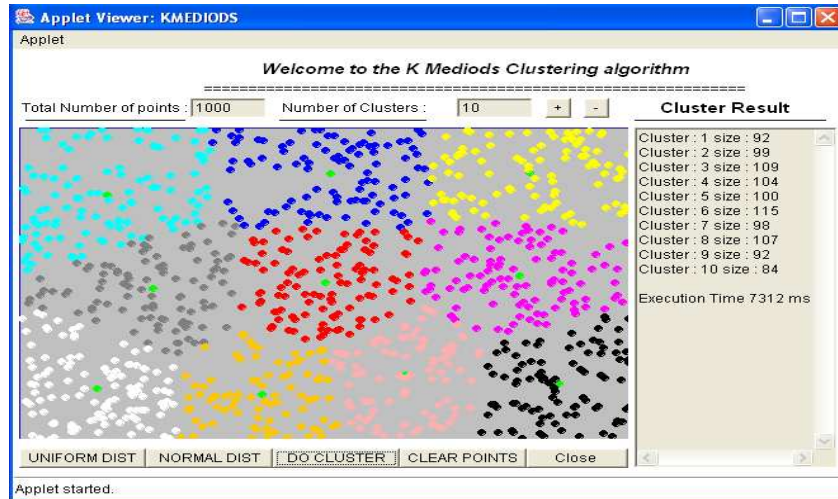 Applet Viewer: KMEDIODS
Applet
Welcome to the K Mediods Clustering algorithm
==============================================================
Total Number of points : 1000 Number of Clusters : 10 + - Cluster Result
Cluster : 1 size : 92
Cluster : 2 size : 99
Cluster : 3 size : 109
Cluster : 4 size : 104
Cluster : 5 size : 100
Cluster : 6 size : 115
Cluster : 7 size : 98
Cluster : 8 size : 107
Cluster : 9 size : 92
Cluster : 10 size : 84
Execution Time 7312 ms
UNIFORM DIST NORMAL DIST DO CLUSTER CLEAR POINTS Close
Applet started.